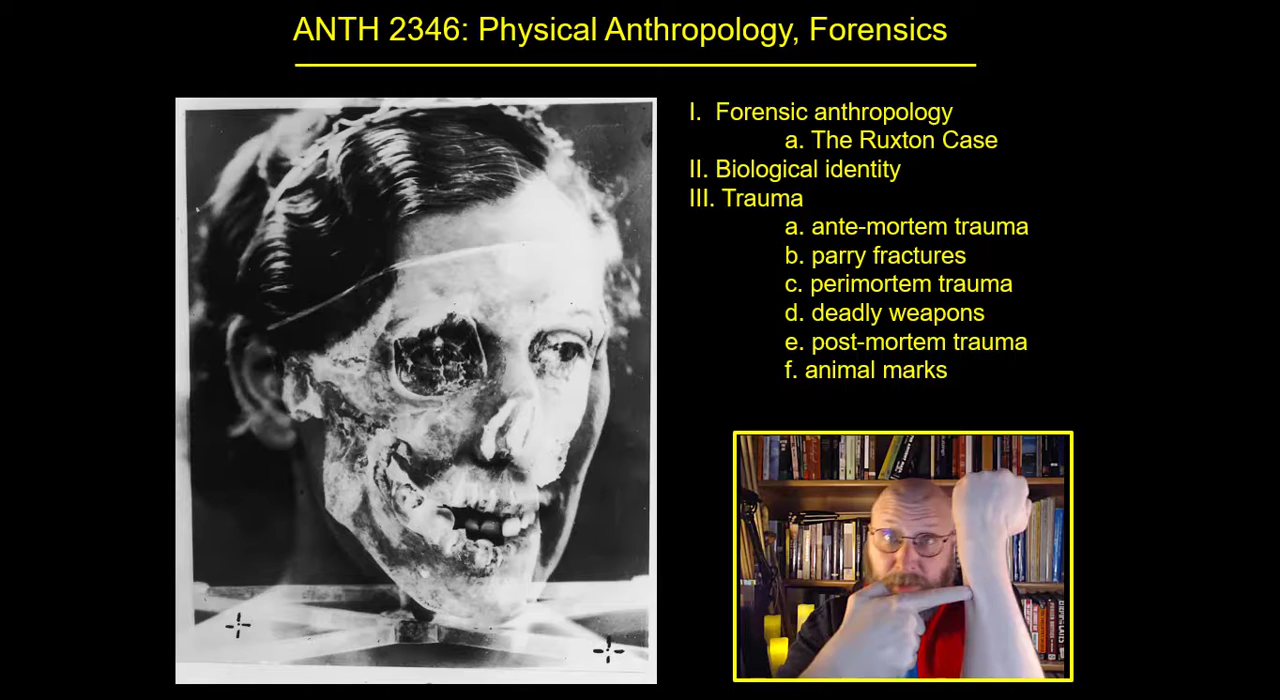 ANTH 2346: Physical Anthropology, Forensics
I. Forensic anthropology
a. The Ruxton Case
II. Biological identity
III. Trauma
a. ante-mortem trauma
b. parry fractures
c. perimortem trauma
d. deadly weapons
e. post-mortem trauma
f. animal marks